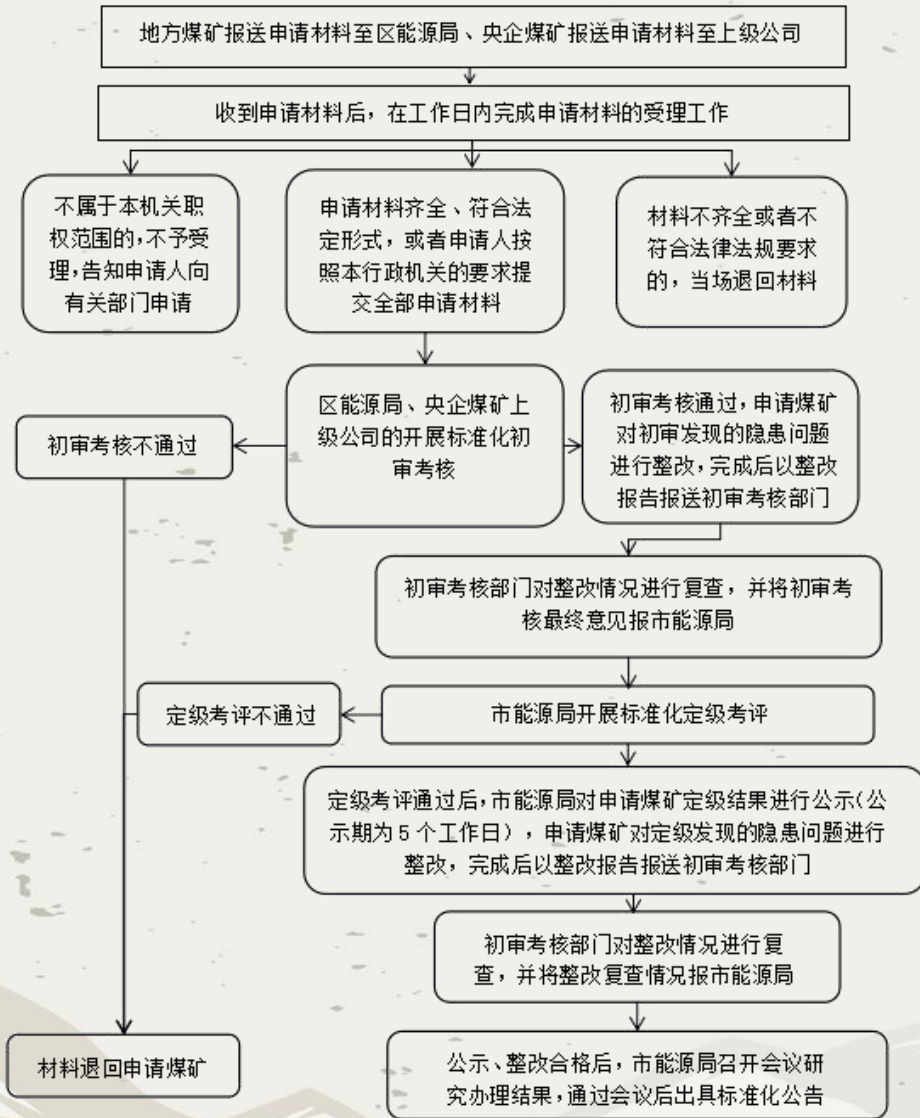 地方煤矿报送申请材料至区能源局、央企煤矿报送申请材料至上级公司
收到申请材料后，在工作日内完成申请材料的受理工作
不属于本机关职
权范围的，不予受
理，告知申请人向
有关部门申请
申请材料齐全、符合法
定形式，或者申请人按
照本行政机关的要求提
交全部申请材料
材料不齐全或者不
符合法律法规要求
的，当场退回材料
初审考核不通过
区能源局、央企煤矿上
级公司的开展标准化初
审考核
初审考核通过，申请煤矿
对初审发现的隐患问题
进行整改，完成后以整改
报告报送初审考核部门
初审考核部门对整改情况进行复查，并将初审考
核最终意见报市能源局
定级考评不通过
市能源局开展标准化定级考评
定级考评通过后，市能源局对申请煤矿定级结果进行公示（公
示期为5个工作日），申请煤矿对定级发现的隐患问题进行
整改，完成后以整改报告报送初审考核部门
初审考核部门对整改情况进行复
查，并将整改复查情况报市能源局
材料退回申请煤矿
公示、整改合格后，市能源局召开会议研
究办理结果，通过会议后出具标准化公告